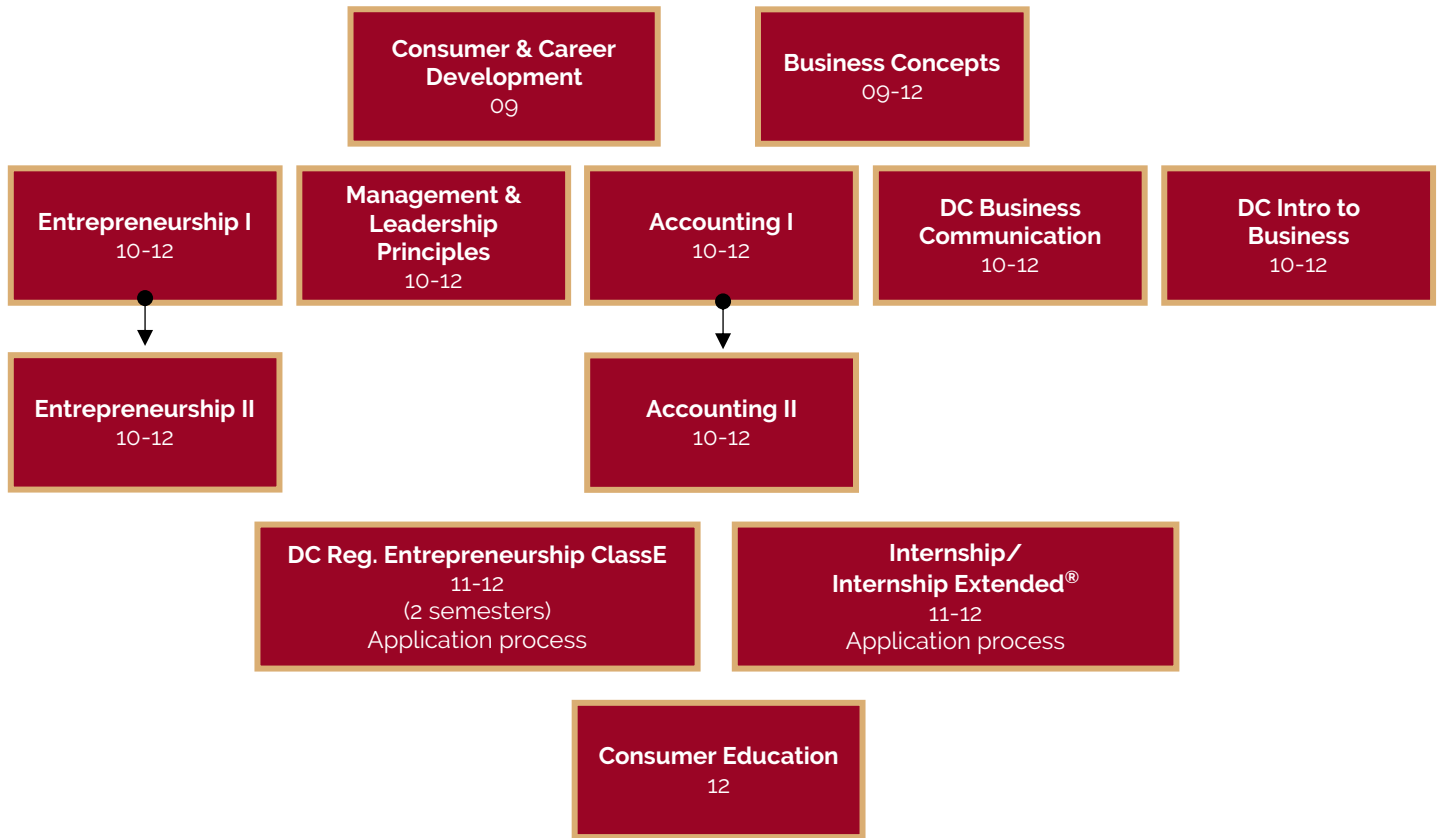 Consumer & Career
Development
09
Business Concepts
09-12
Entrepreneurship I
10-12
Management &
Leadership
Principles
10-12
Accounting I
10-12
DC Business
Communication
10-12
DC Intro to
Business
10-12
Entrepreneurship II
10-12
Accounting II
10-12
DC Reg. Entrepreneurship ClassE
11-12
(2 semesters)
Application process
Internship/
Internship Extended®
11-12
Application process
Consumer Education
12